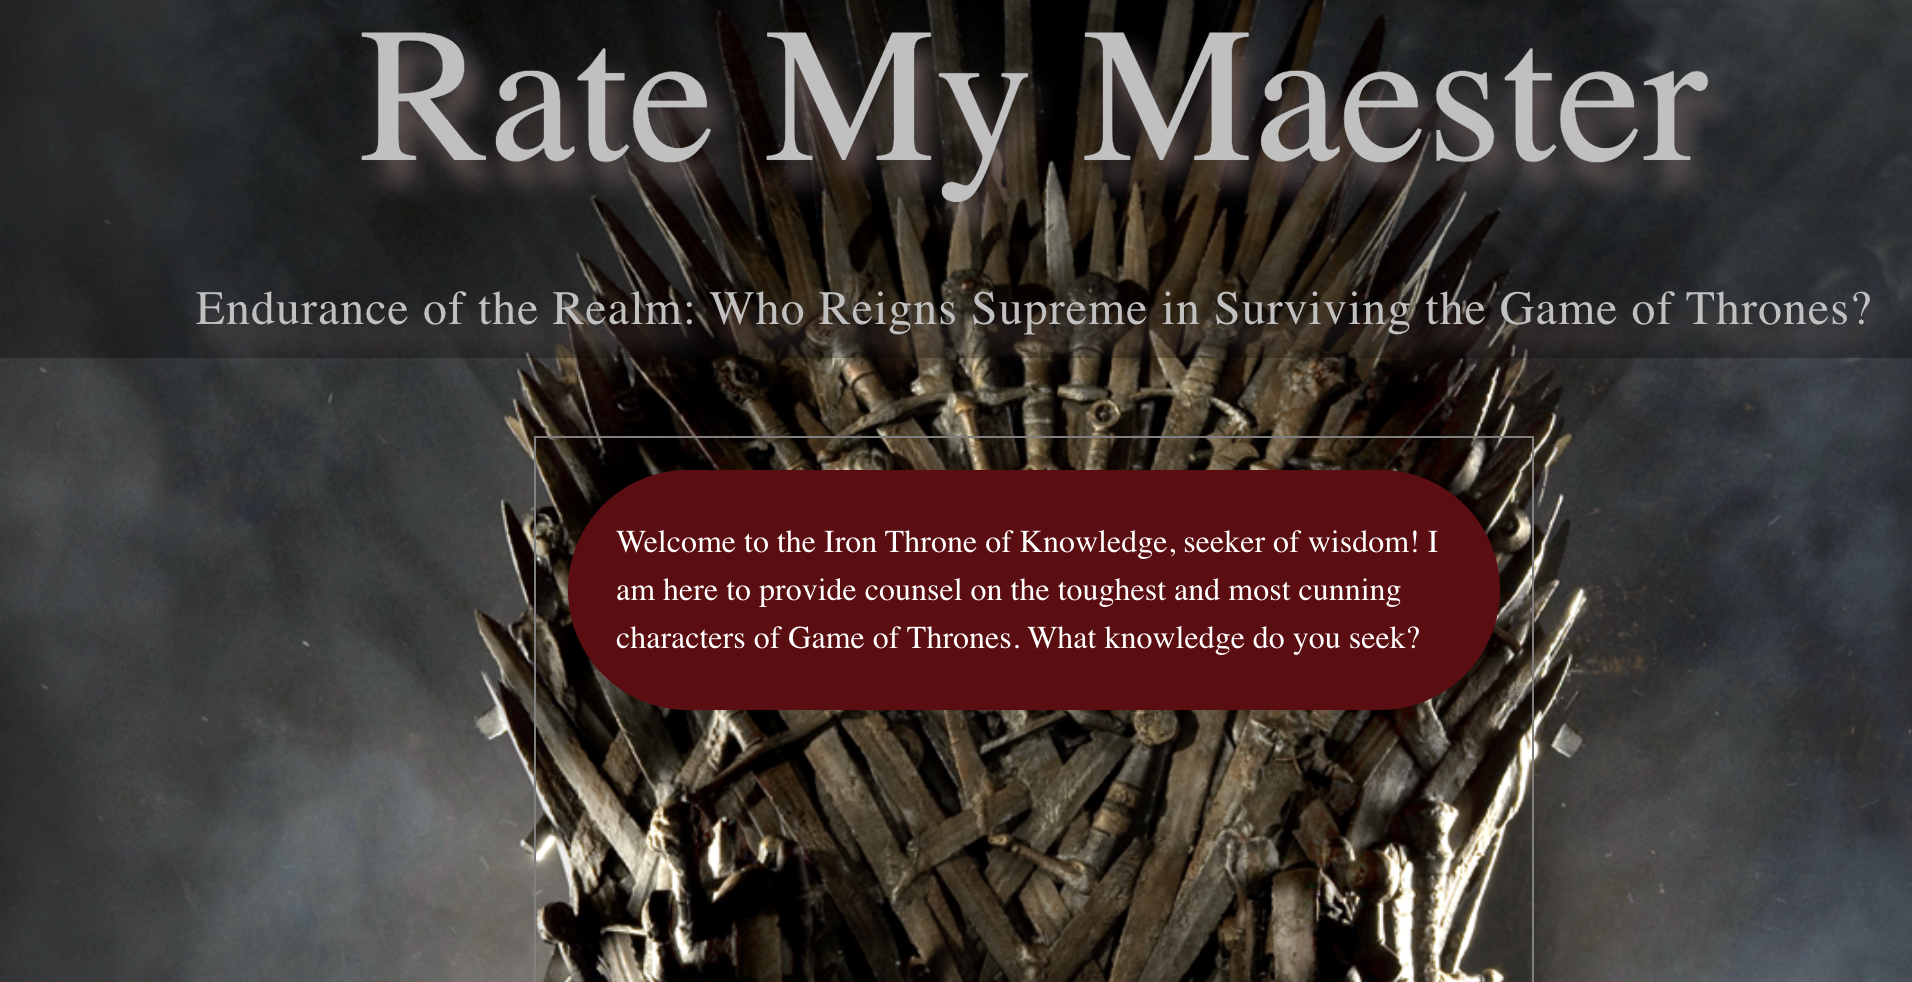 Rate My Maester
Endurance of the Realm: Who Reigns Supreme in Surviving the Game of Thrones?
Welcome to the Iron Throne of Knowledge, seeker of wisdom! I
am here to provide counsel on the toughest and most cunning
characters of Game of Thrones. What knowledge do you seek?